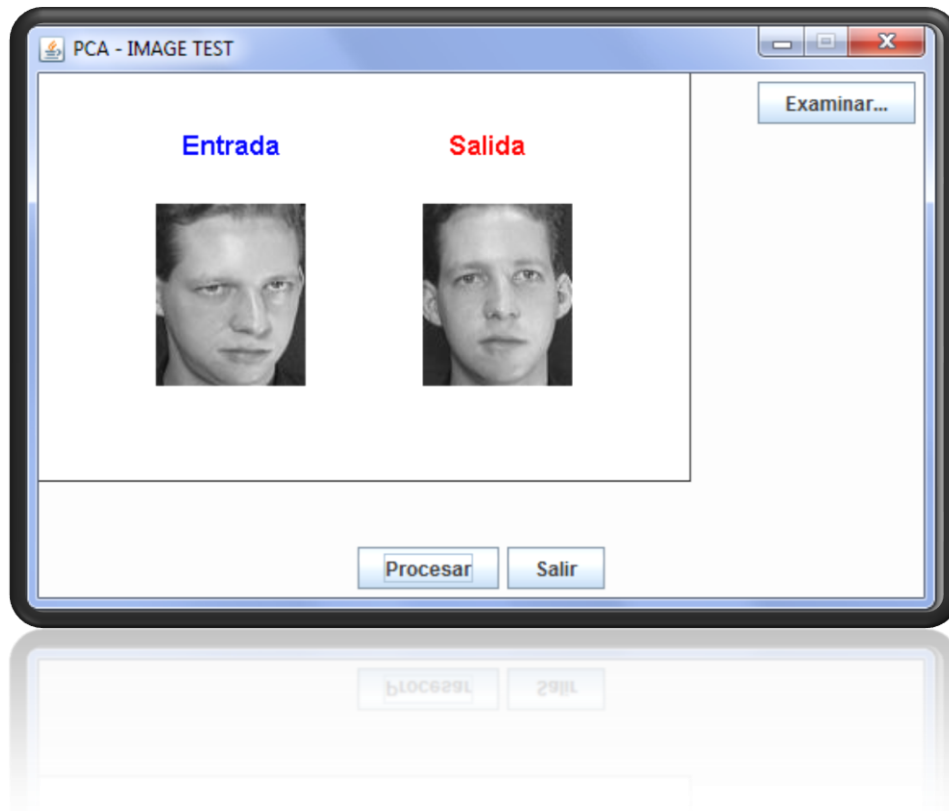 PCA - IMAGE TEST
Examinar...
Entrada Salida
Procesar Salir